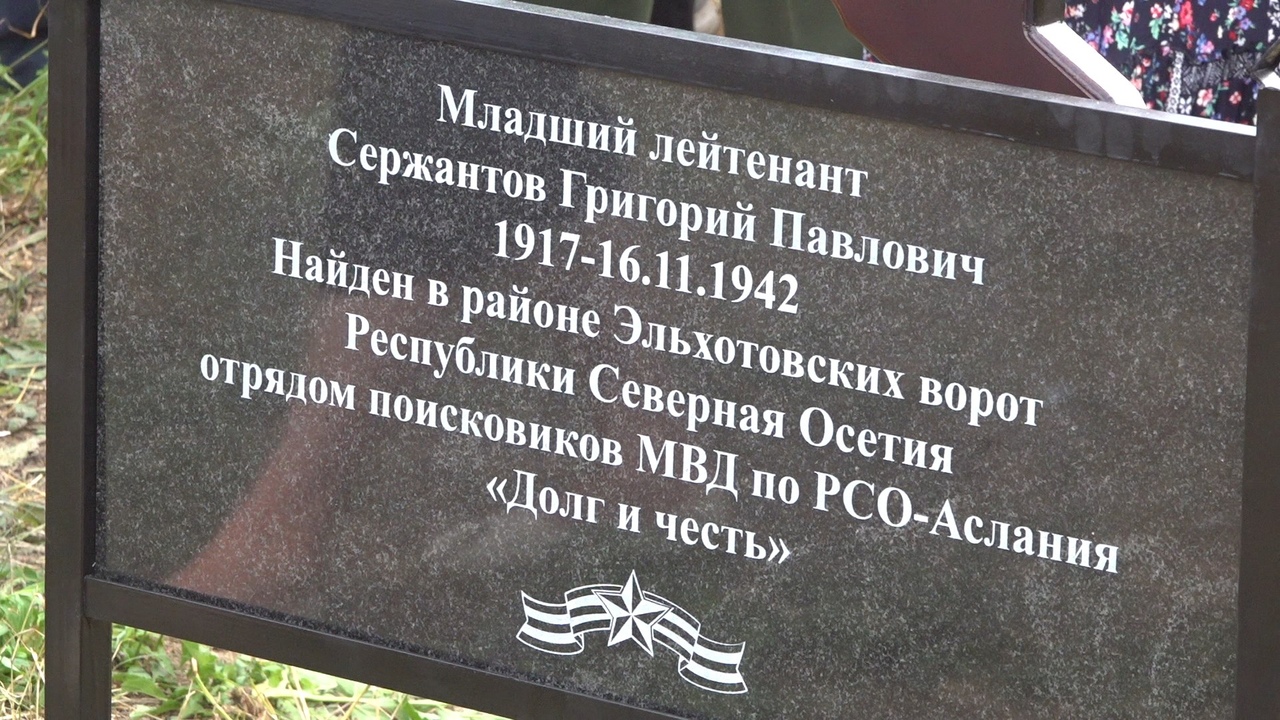 Младший лейтенант
Сержантов Григорий Павлович
1917-16.11.1942
Найден в районе Эльхотовских ворот
Республики Северная Осетия
отрядом поисковиков МВД по РСО-Аслания
«Долг и честь»